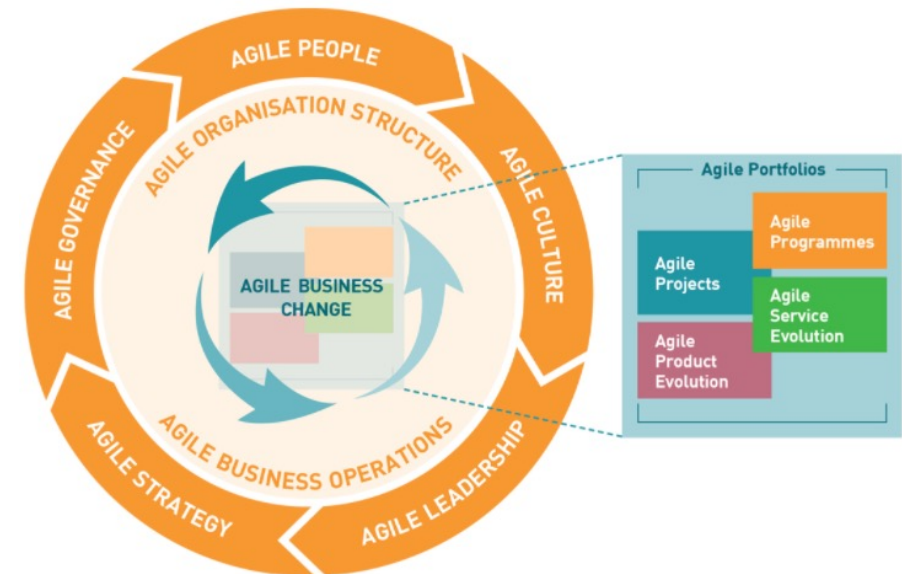 AGILE PEOPLE
AGILE CULTURE
AGILE LEADERSHIP
AGILE STRATEGY
AGILE GOVERNANCE
AGILE ORGANISATION STRUCTURE
AGILE BUSINESS
CHANGE
AGILE BUSINESS OPERATIONS
Agile Portfolios
Agile
Programmes
Agile
Projects
Agile
Service
Evolution
Agile
Product
Evolution